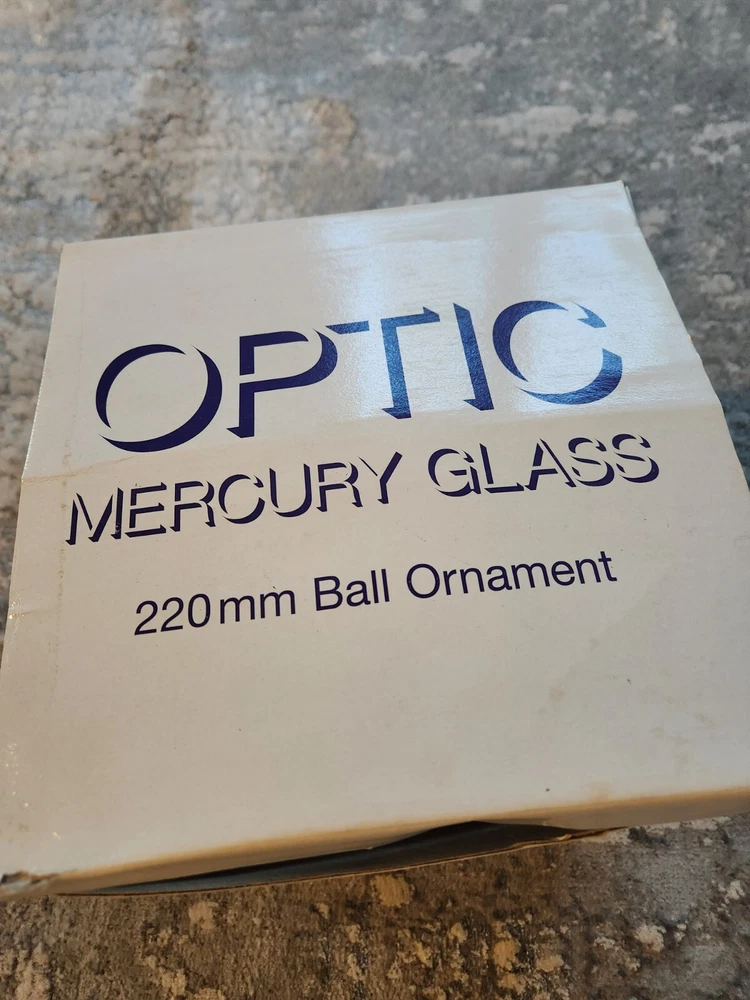 OPTIC
MERCURY GLASS
220mm Ball Ornament